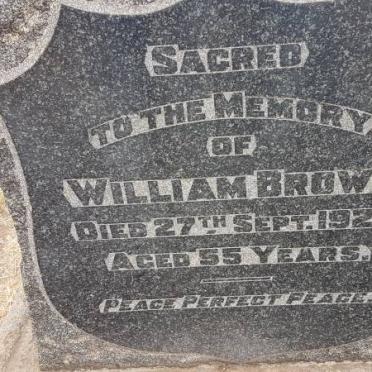 SACRED
TO THE MEMORY
OF
WILLIAM BROW
DIED 27TH SEPT. 192
AGED 55 YEARS.
PEACE PERFECT PEACE.